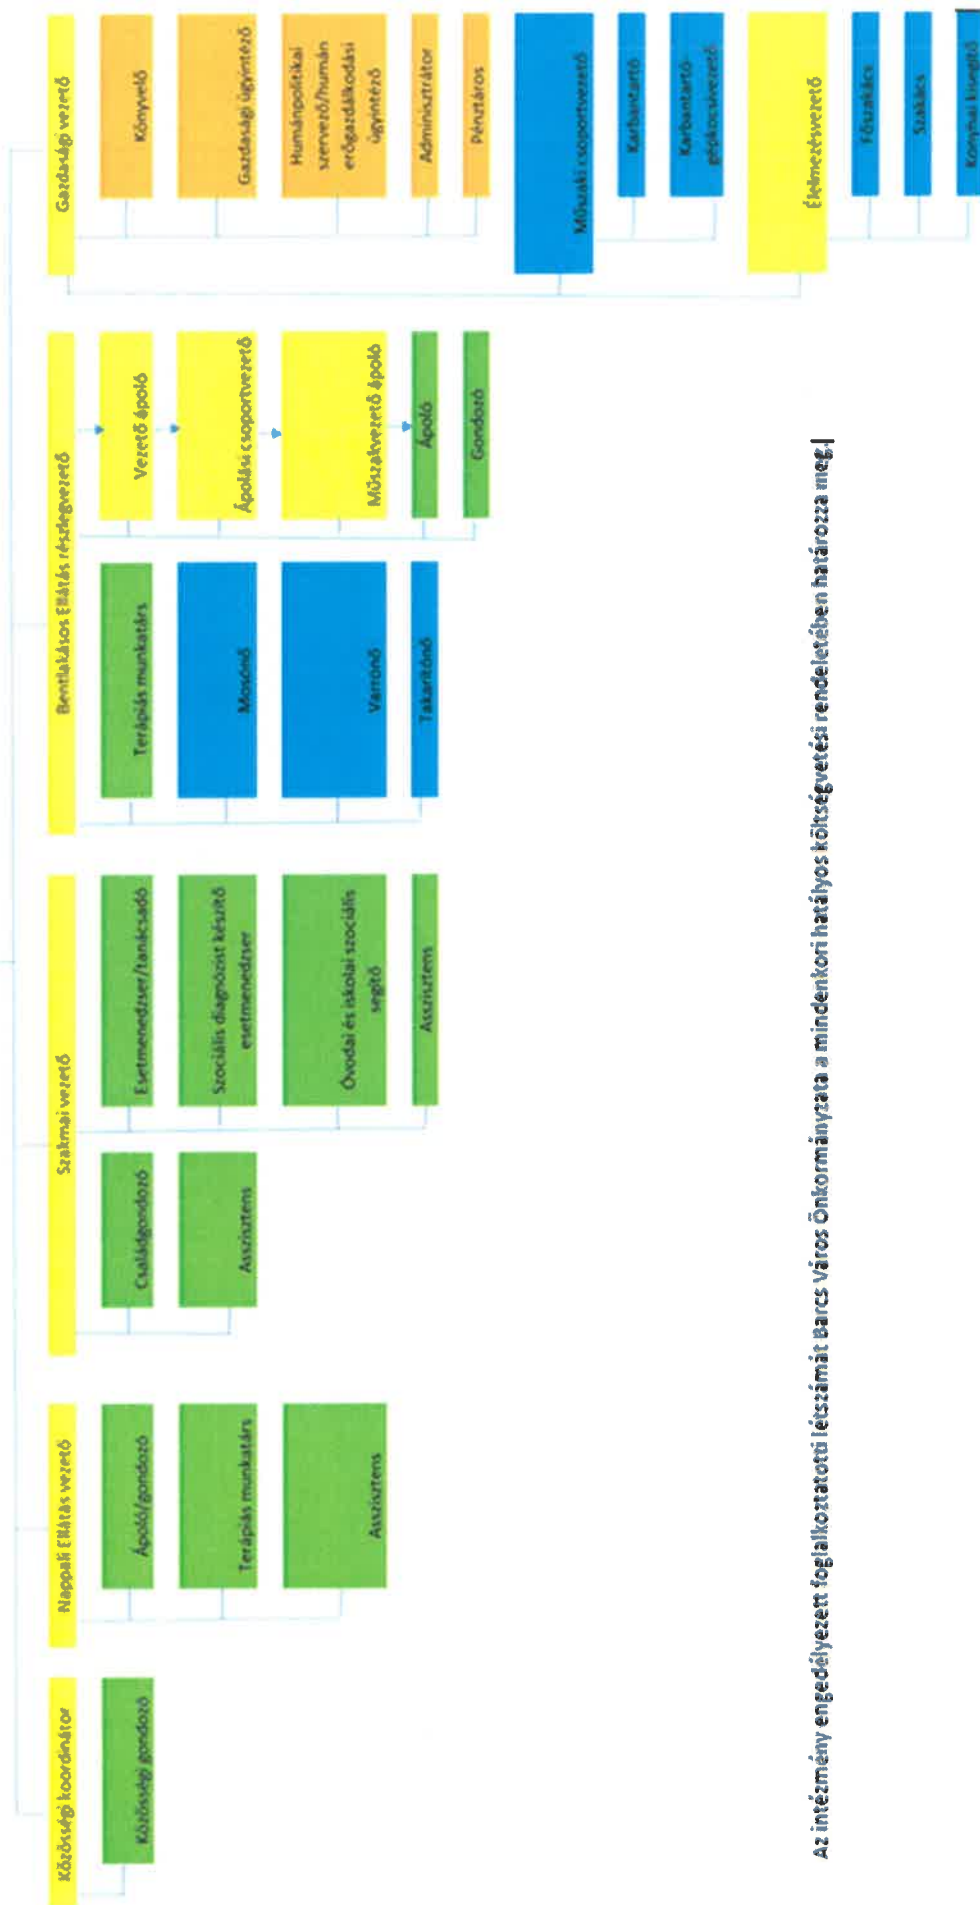 Közösségi koordinátor
Közösségi gondozó
Nappali Ellátás vezető
Ápoló/gondozó
Terápiás munkatárs
Asszisztens
Szakmai vezető
Családgondozó
Asszisztens
Esetmenedzser/tanácsadó
Szociális diagnózist készítő
esetmenedzser
Óvodai és iskolai szociális
segítő
Asszisztens
Bentlakásos Ellátás részlegvezető
Terápiás munkatárs
Mosónő
Varrónő
Takarítónő
Vezető ápoló
Ápolási csoportvezető
Műszakvezető ápoló
Ápoló
Gondozó
Gazdasági vezető
Könyvelő
Gazdasági ügyintéző
Humánpolitikai
szervező/humán
erőgazdálkodási
ügyintéző
Adminisztrátor
Pénztáros
Műszaki csoportvezető
Karbantartó
Karbantartó-
gépkocsivezető
Élelmezésvezető
Főszakács
Szakács
Konyhai kisegítő
Az intézmény engedélyezett foglalkoztatotti létszámát Barcs Város Önkormányzata a mindenkori hatályos költségvetési rendeletében határozza meg.